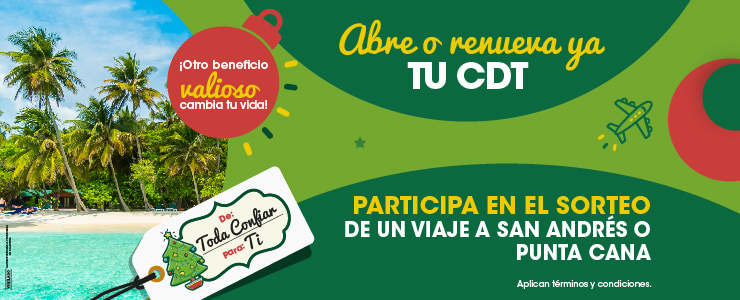 ¡Otro beneficio
valioso
cambia tu vida!
Abre o renueva ya
TU CDT
De:
Toda Confiar
para:
Ti
PARTICIPA EN EL SORTEO
DE UN VIAJE A SAN ANDRÉS O
PUNTA CANA
Aplican términos y condiciones.
VIGILADO